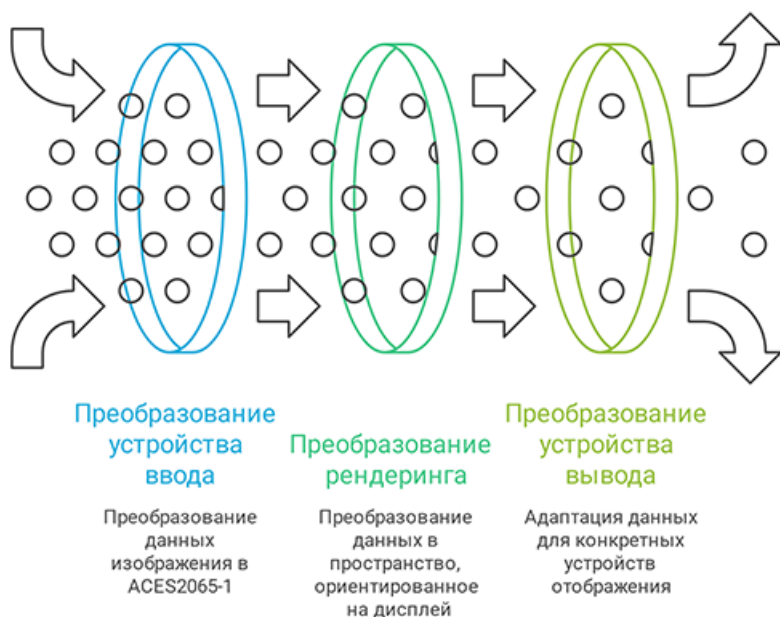 Преобразование
устройства
ввода
Преобразование
данных
изображения в
ACES2065-1
Преобразование
рендеринга
Преобразование
данных в
пространство,
ориентированное
на дисплей
Преобразование
устройства
вывода
Адаптация данных
для конкретных
устройств
отображения